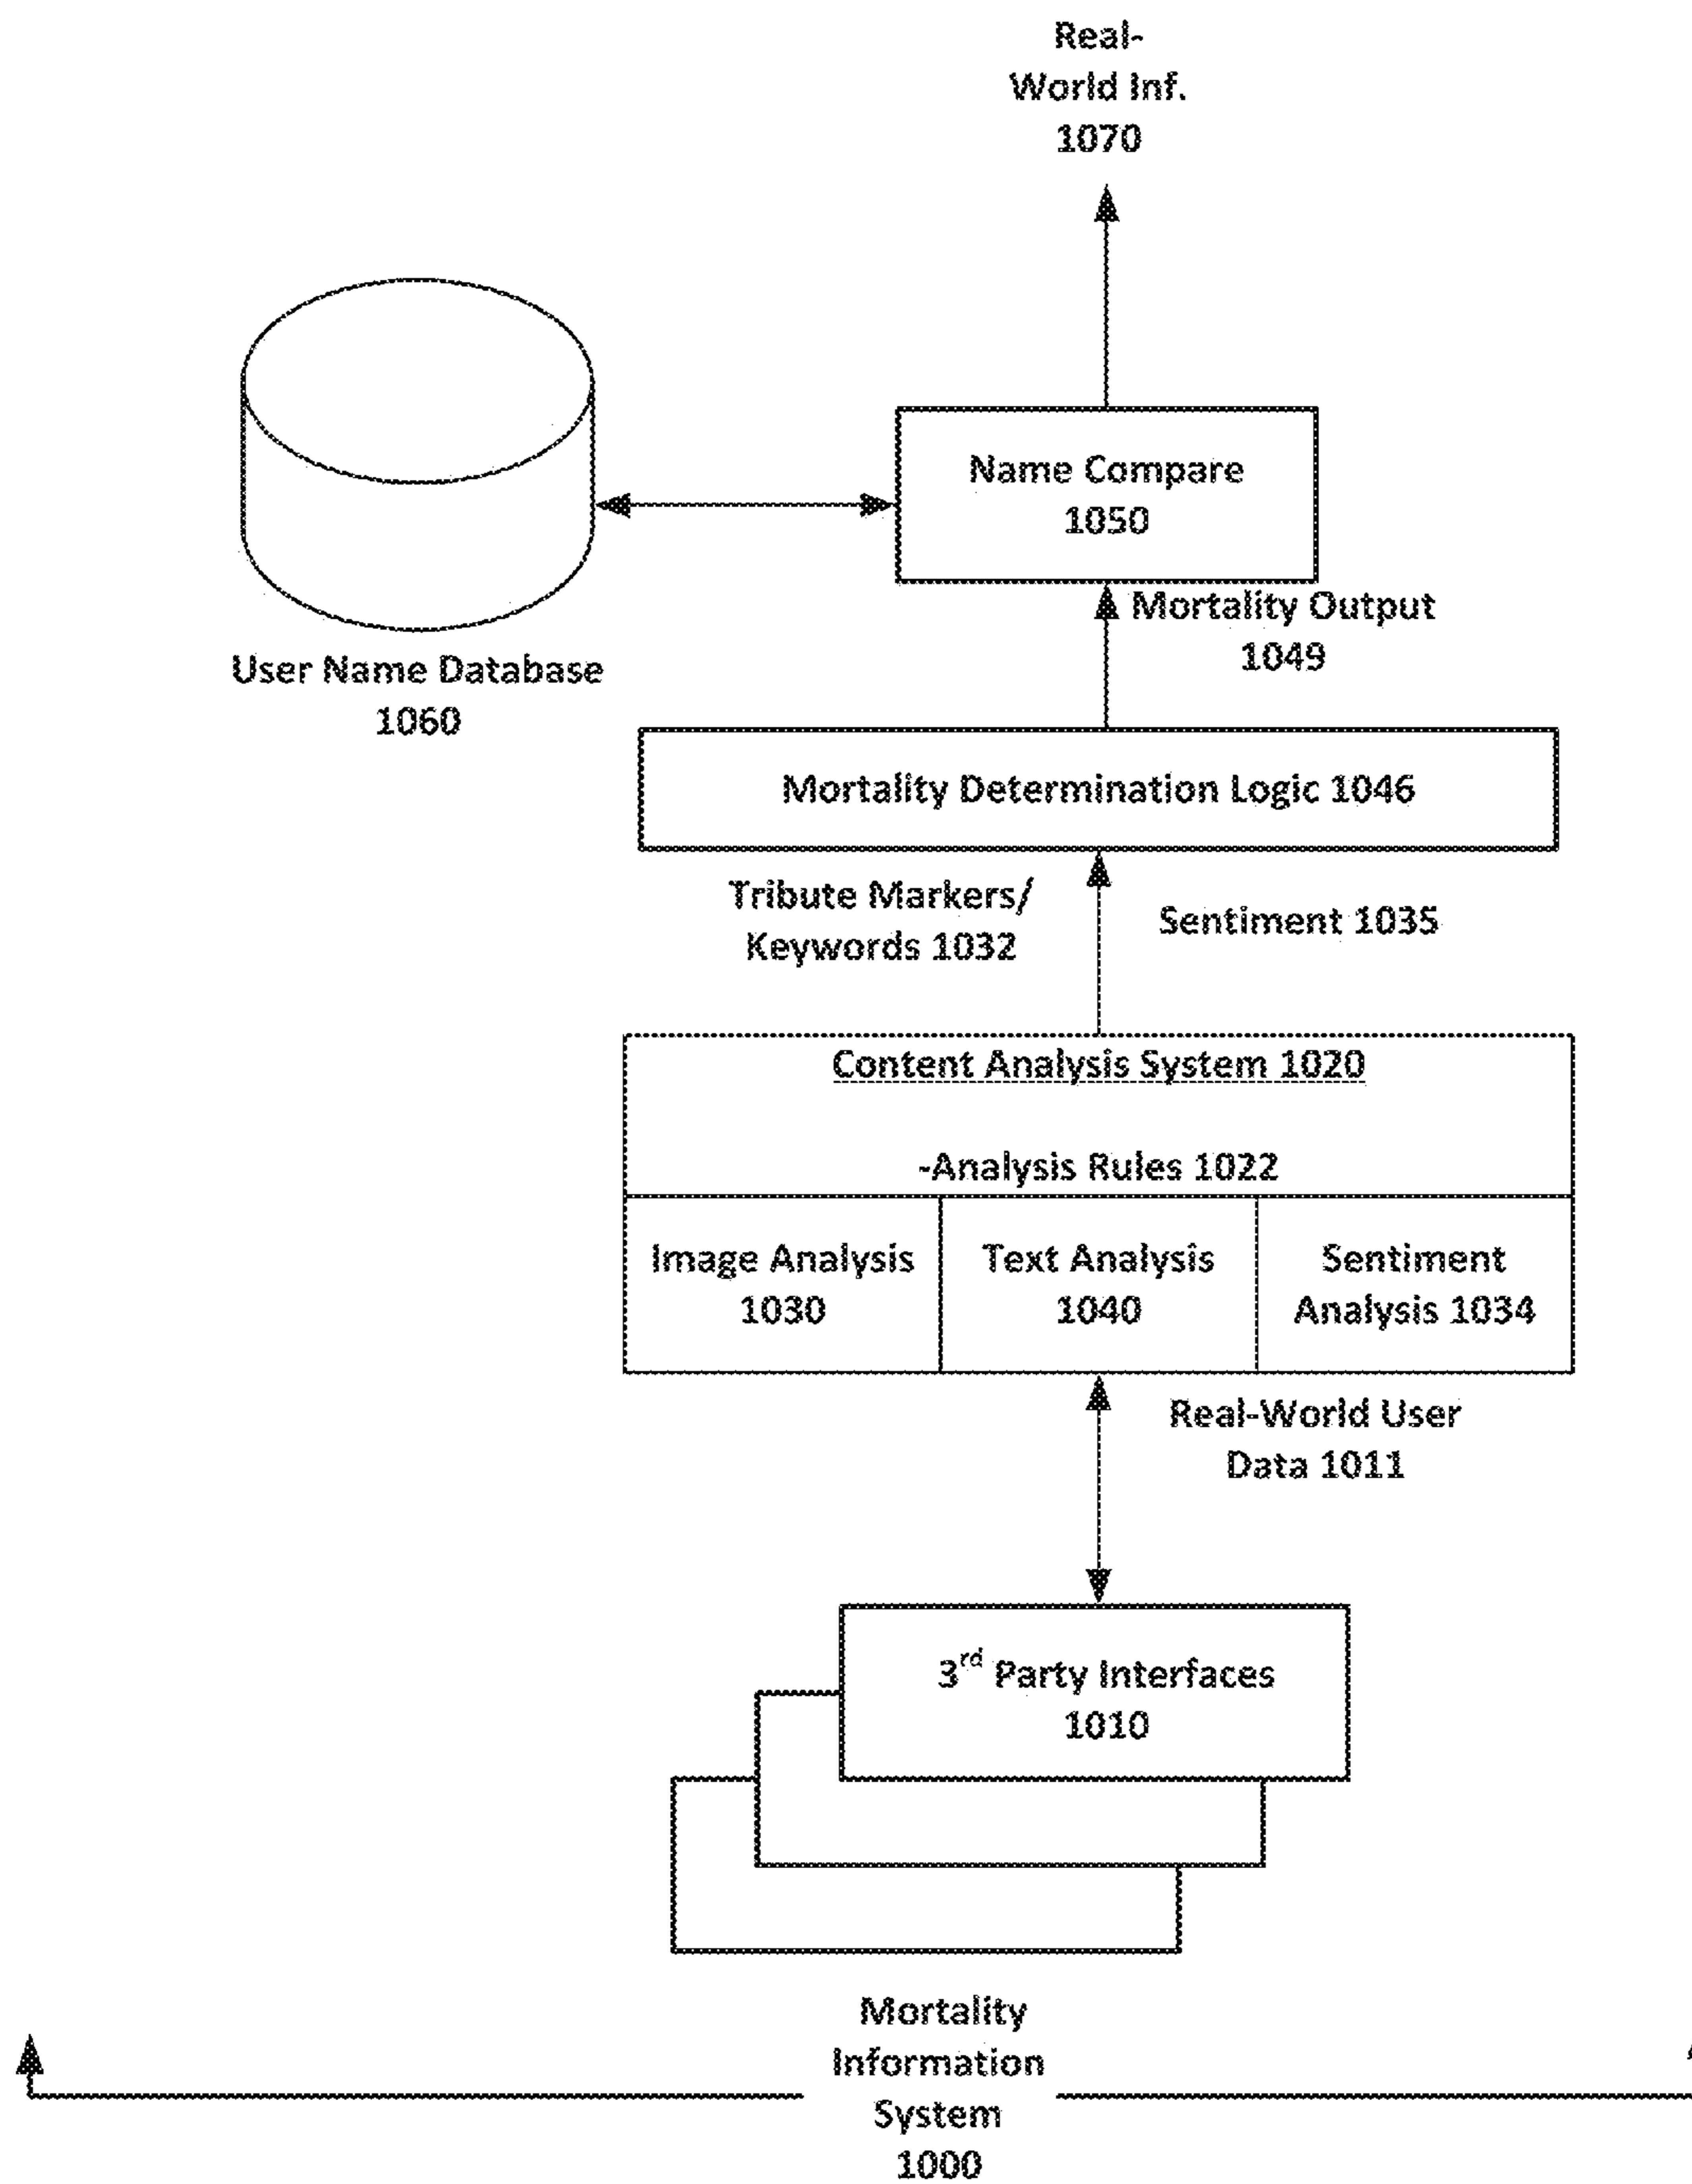 Real-
World Inf.
1070
Name Compare
1050
Mortality Output
1049
User Name Database
1060
Mortality Determination Logic 1046
Tribute Markers/
Keywords 1032
Sentiment 1035
Content Analysis System 1020
-Analysis Rules 1022
Image Analysis
1030
Text Analysis
1040
Sentiment
Analysis 1034
Real-World User
Data 1011
3rd Party Interfaces
1010
Mortality
Information
System
1000